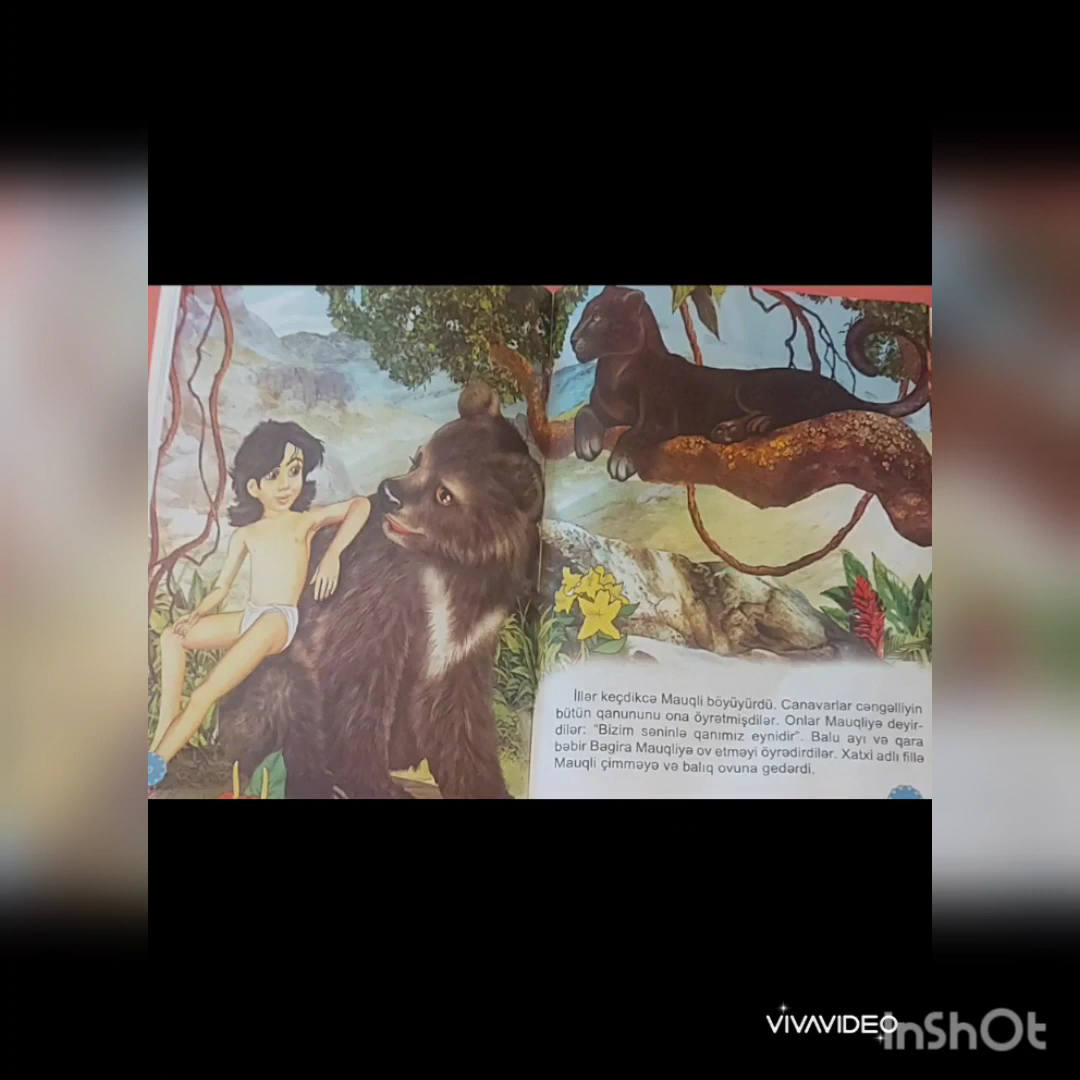 İllər keçdikcə Mauqli böyüyürdü. Canavarlar cəngəlliyin
bütün qanununu ona öyrətmişdilər. Onlar Mauqliyə deyir-
dilər: "Bizim səninlə qanımız eynidir". Balu ayı və qara
bəbir Bagira Mauqliyə ov etməyi öyrədirdilər. Xatxi adlı fillə
Mauqli çimməyə və balıq ovuna gedərdi.
VIVAVIDEO
InShOt